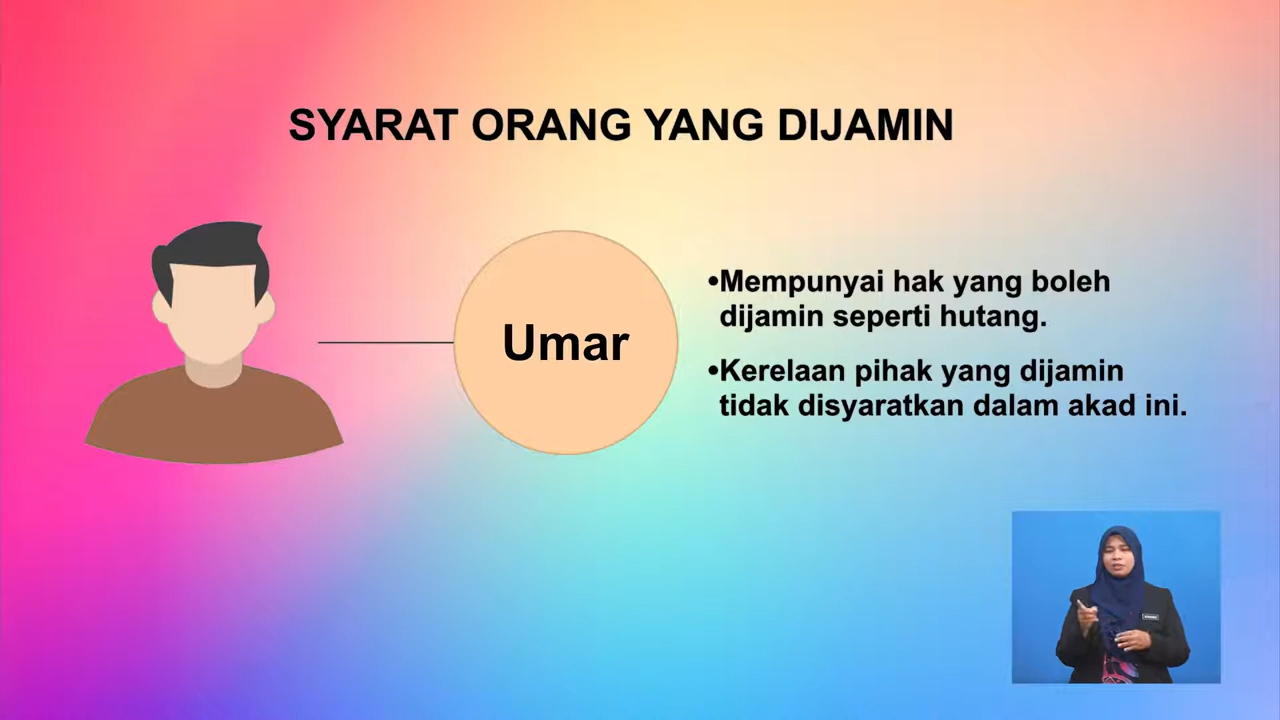 SYARAT ORANG YANG DIJAMIN
Umar
•Mempunyai hak yang boleh
dijamin seperti hutang.
•Kerelaan pihak yang dijamin
tidak disyaratkan dalam akad ini.